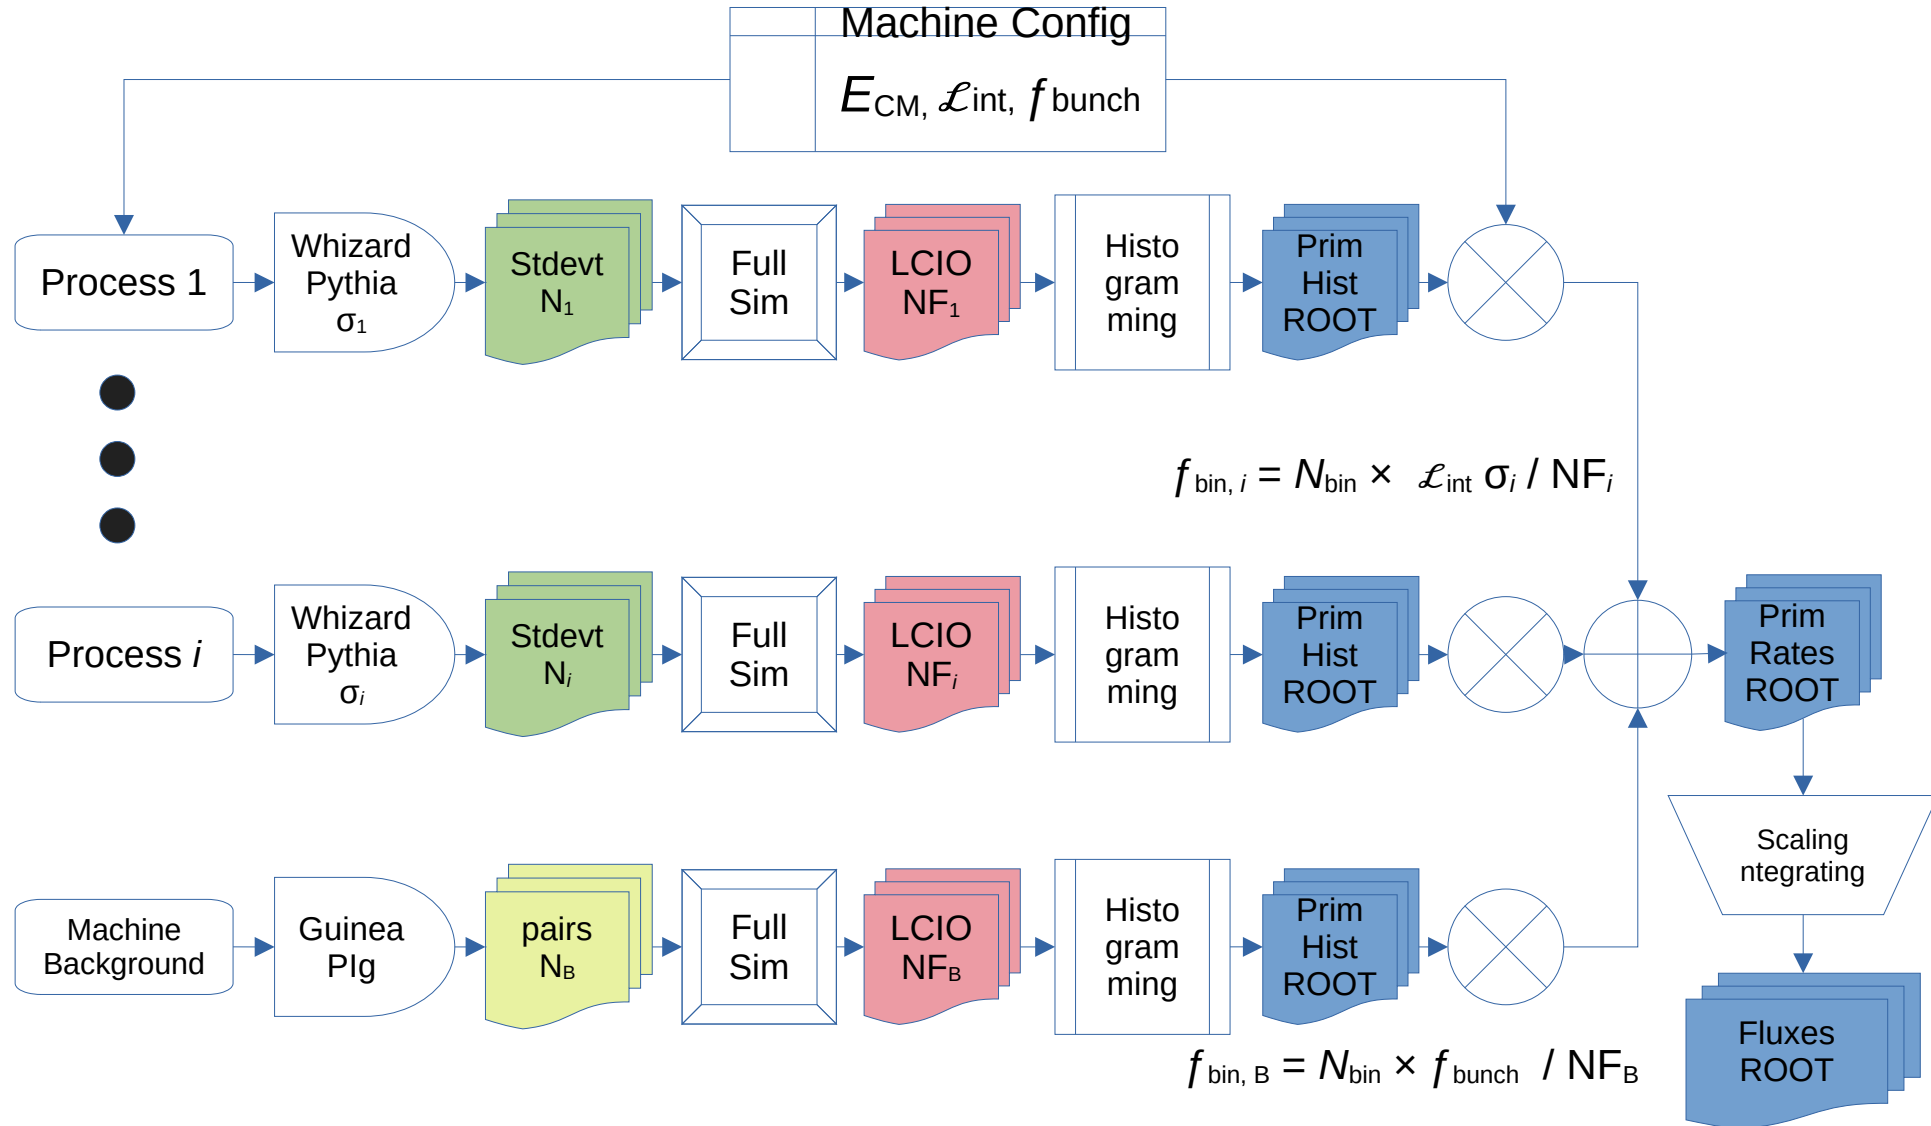 Machine Config
E CM, ℒint, f bunch
Process 1
Whizard
Pythia
σ1
Stdevt
N1
Full
Sim
LCIO
NF1
Histo
gram
ming
Prim
Hist
ROOT
f bin, i = Nbin × ℒint σi / NFi
Process i
Whizard
Pythia
σi
Stdevt
Ni
Full
Sim
LCIO
NFi
Histo
gram
ming
Prim
Hist
ROOT
Prim
Rates
ROOT
Scaling
ntegrating
Machine
Background
Guinea
PIg
pairs
NB
Full
Sim
LCIO
NFB
Histo
gram
ming
Prim
Hist
ROOT
f bin, B = Nbin × f bunch / NFB
Fluxes
ROOT